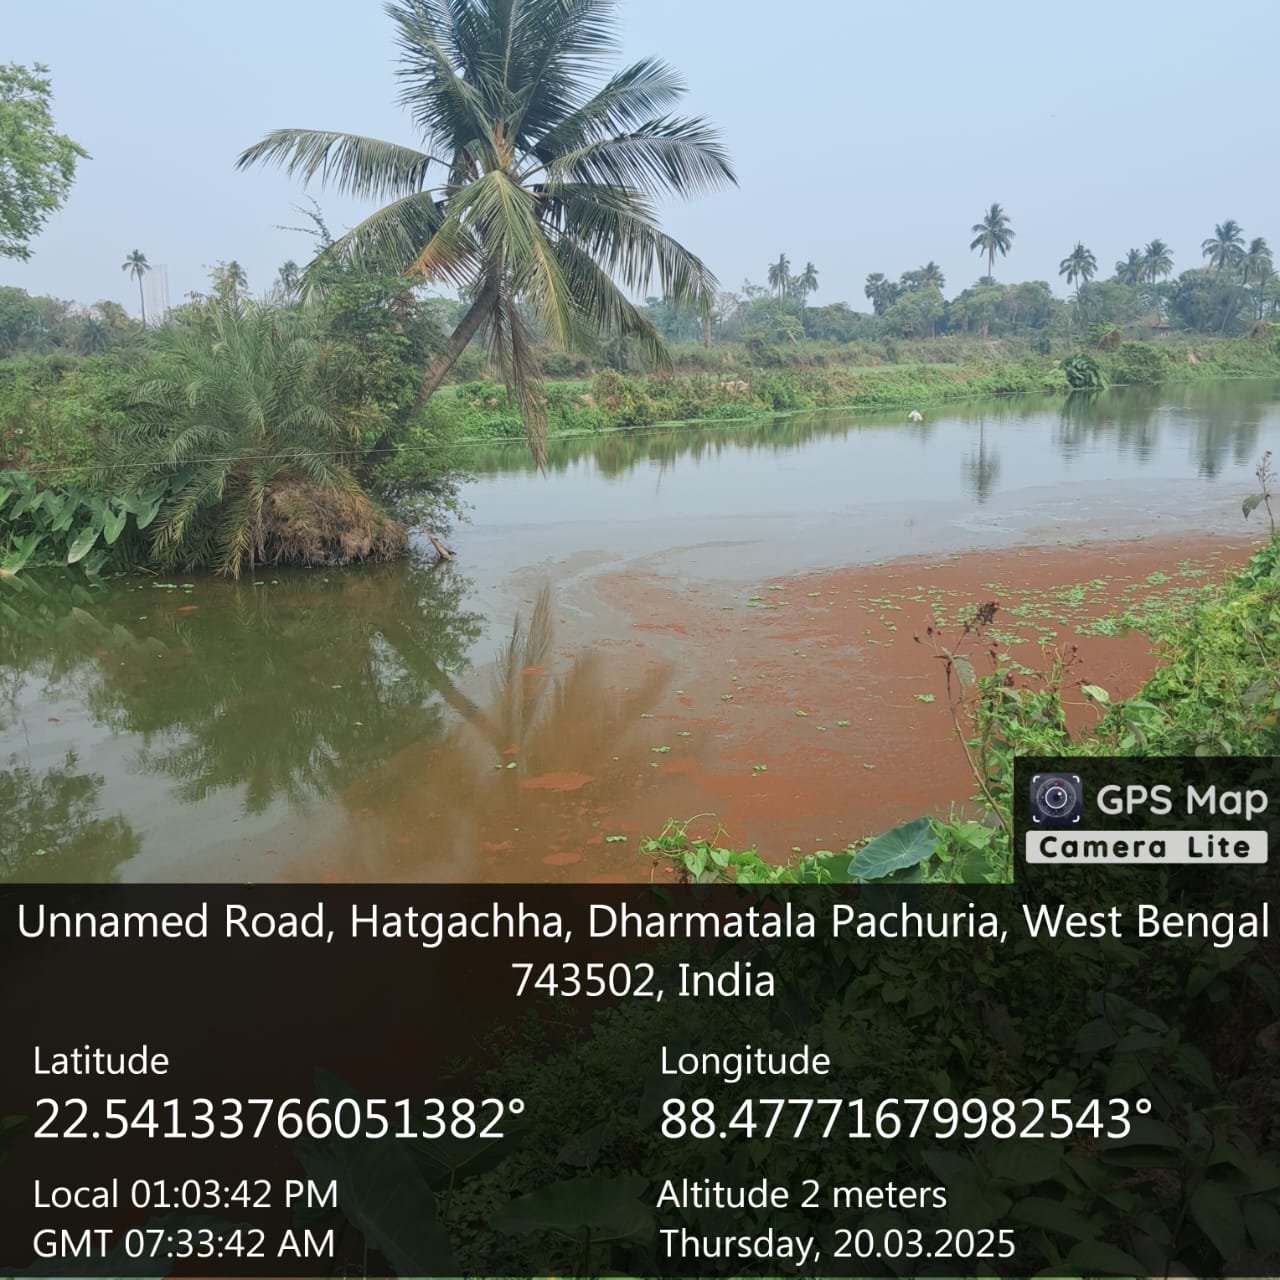 GPS Map
Camera Lite
Unnamed Road, Hatgachha, Dharmatala Pachuria, West Bengal
743502, India
Latitude
22.54133766051382°
Longitude
88.47771679982543°
Local 01:03:42 PM
GMT 07:33:42 AM
Altitude 2 meters
Thursday, 20.03.2025